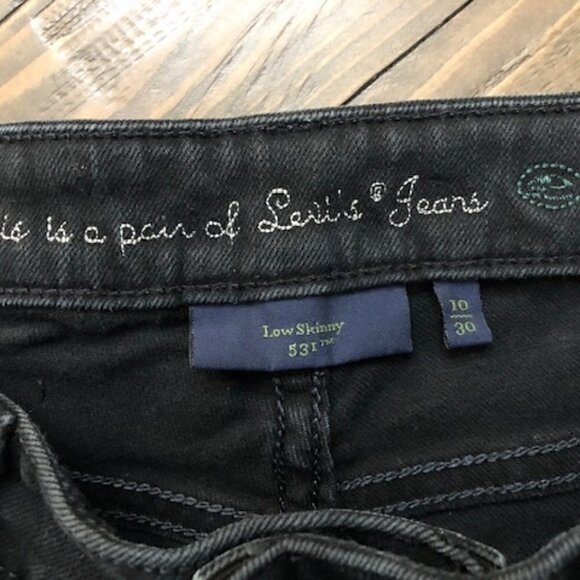 is is a pair of Levi's® Jeans
Low Skinny
531™
10
30